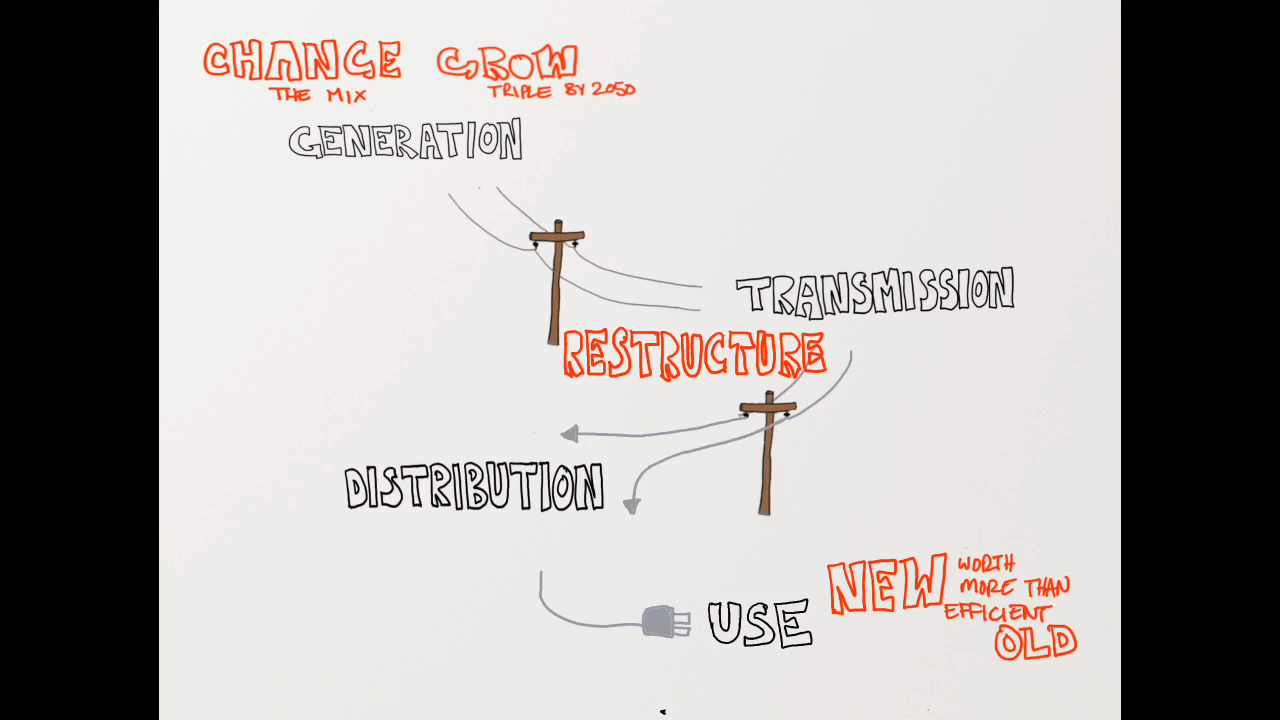 CHANGE GROW
THE MIX TRIPLE BY 2050
GENERATION
TRANSMISSION
RESTRUCTURE
DISTRIBUTION
NEW WORTH
MORE THAN
EFFICIENT
USE OLD